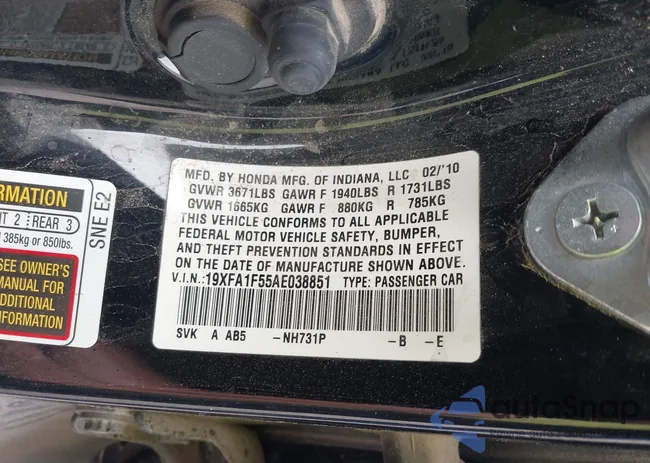 MFD. BY HONDA MFG. OF INDIANA, LLC 02/'10
GVWR 3671LBS GAWR F 1940LBS R 1731LBS
GVWR 1665KG GAWR F 880KG R 785KG
THIS VEHICLE CONFORMS TO ALL APPLICABLE
FEDERAL MOTOR VEHICLE SAFETY, BUMPER,
AND THEFT PREVENTION STANDARDS IN EFFECT
ON THE DATE OF MANUFACTURE SHOWN ABOVE.
V.I.N.:19XFA1F55AE038851 TYPE: PASSENGER CAR
SVK A AB5 -NH731P -B -E
REAR 3
385kg or 850lbs.
SEE OWNER'S
MANUAL FOR
ADDITIONAL
INFORMATION
SNE E2
autoSnap